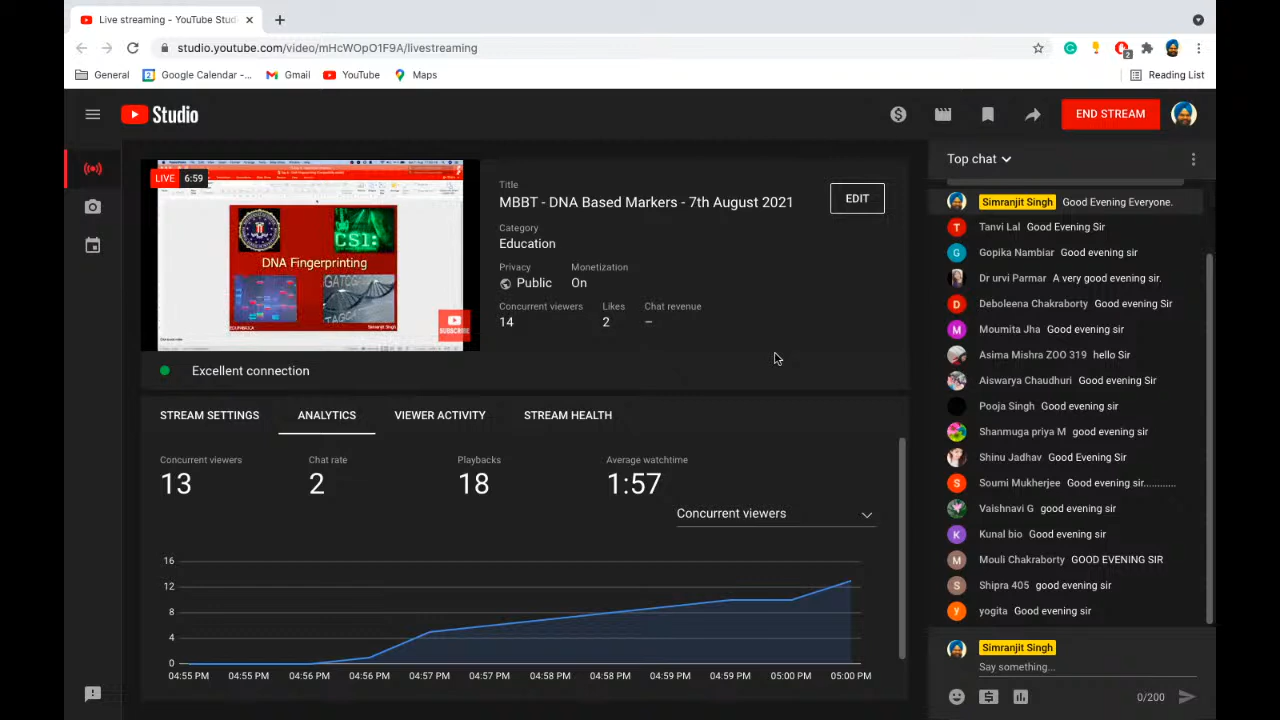 Live streaming - YouTube Stud
studio.youtube.com/video/mHcWOpO1F9A/livestreaming
2
General
Google Calendar -...
Gmail
YouTube
Maps
Reading List
Studio
END STREAM
LIVE 6:59
CSI:
DNA Fingerprinting
Simranjit Singh
SUBSCRIBE
Title
MBBT - DNA Based Markers - 7th August 2021
EDIT
Category
Education
Privacy Monetization
Public On
Concurrent viewers Likes Chat revenue
14 2 –
Excellent connection
STREAM SETTINGS ANALYTICS VIEWER ACTIVITY STREAM HEALTH
Concurrent viewers Chat rate Playbacks Average watchtime
13 2 18 1:57
Concurrent viewers
16
12
8
4
0
04:55 PM 04:55 PM 04:56 PM 04:56 PM 04:57 PM 04:57 PM 04:58 PM 04:58 PM 04:59 PM 04:59 PM 05:00 PM 05:00 PM
Top chat
Simranjit Singh Good Evening Everyone.
Tanvi Lal Good Evening Sir
Gopika Nambiar Good evening sir
Dr urvi Parmar A very good evening sir.
Deboleena Chakraborty Good evening Sir
Moumita Jha Good evening sir
Asima Mishra ZOO 319 hello Sir
Aiswarya Chaudhuri Good evening Sir
Pooja Singh Good evening sir
Shanmuga priya M good evening sir
Shinu Jadhav Good Evening Sir
Soumi Mukherjee Good evening sir............
Vaishnavi G good evening sir
Kunal bio Good evening sir
Mouli Chakraborty GOOD EVENING SIR
Shipra 405 good evening sir
yogita Good evening sir
Simranjit Singh
Say something...
0/200